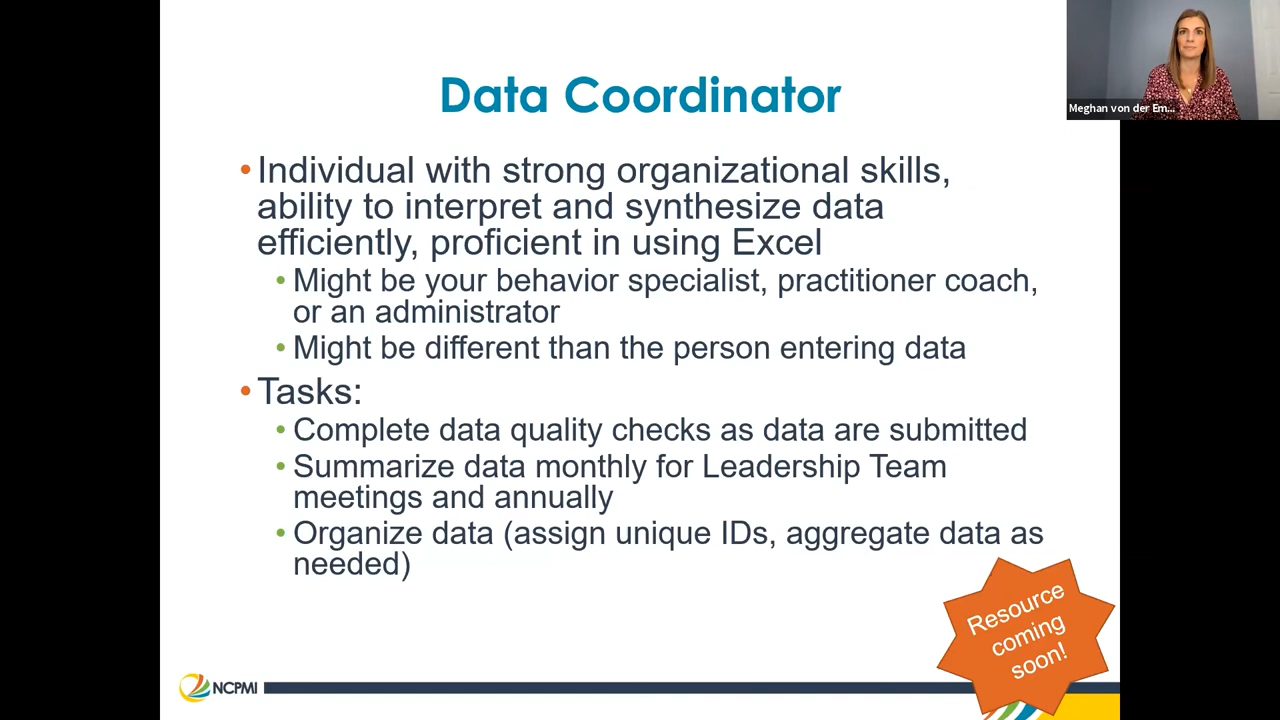 Data Coordinator
Meghan von der Em...
•Individual with strong organizational skills,
ability to interpret and synthesize data
efficiently, proficient in using Excel
•Might be your behavior specialist, practitioner coach,
or an administrator
•Might be different than the person entering data
•Tasks:
•Complete data quality checks as data are submitted
•Summarize data monthly for Leadership Team
meetings and annually
•Organize data (assign unique IDs, aggregate data as
needed)
Resource
coming
soon!
NCPMI